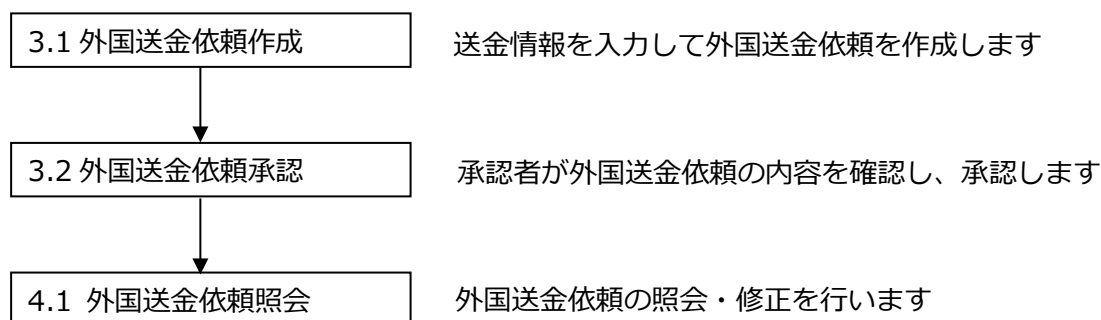 3.1 外国送金依頼作成 送金情報を入力して外国送金依頼を作成します
3.2 外国送金依頼承認 承認者が外国送金依頼の内容を確認し、承認します
4.1 外国送金依頼照会 外国送金依頼の照会・修正を行います